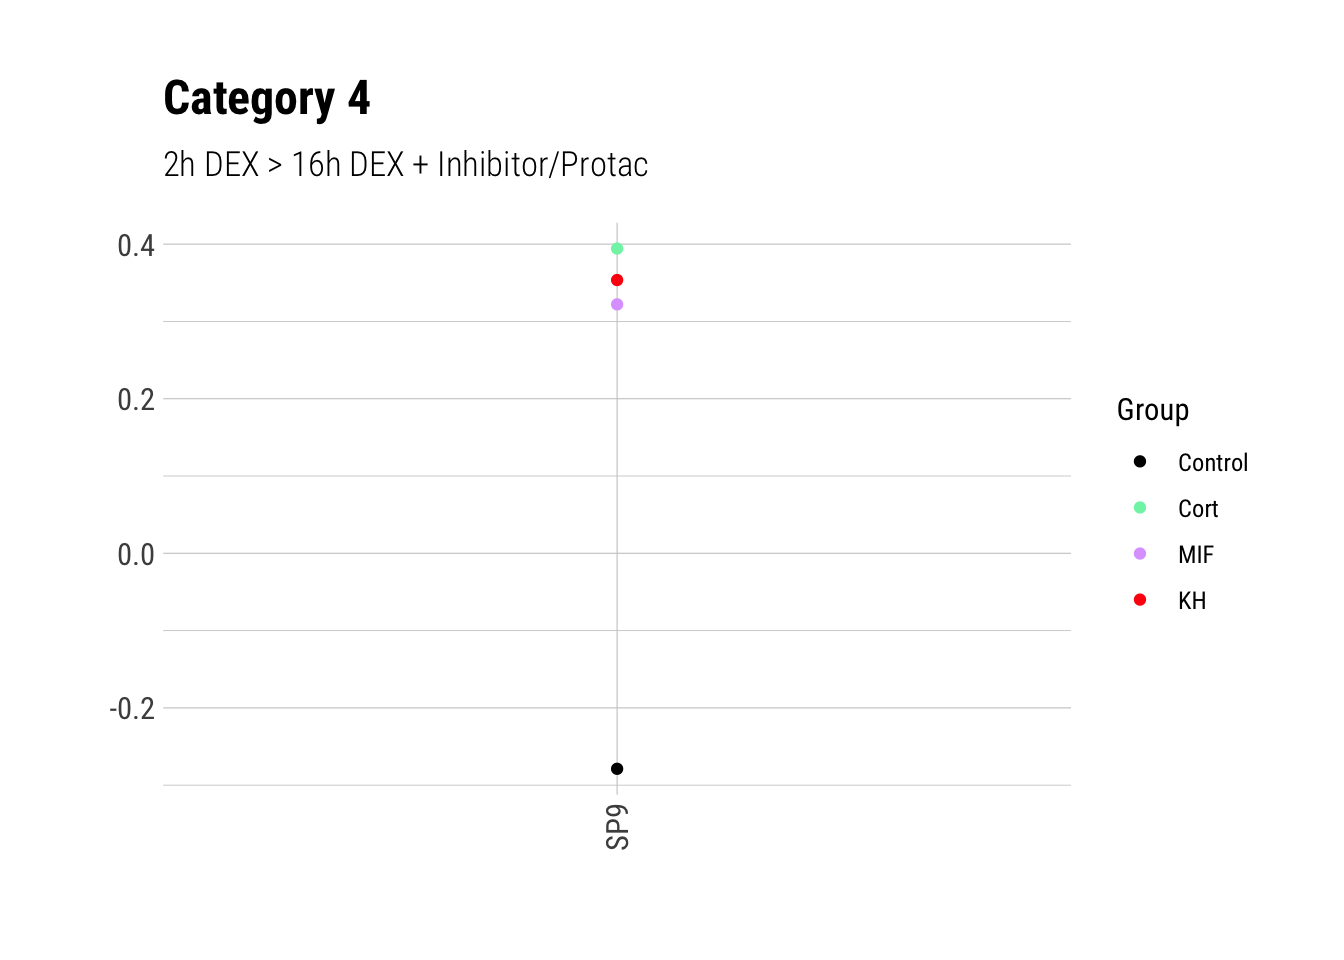 Category 4
2h DEX > 16h DEX + Inhibitor/Protac
0.4
0.2
0.0
-0.2
SP9
Group
Control
Cort
MIF
KH